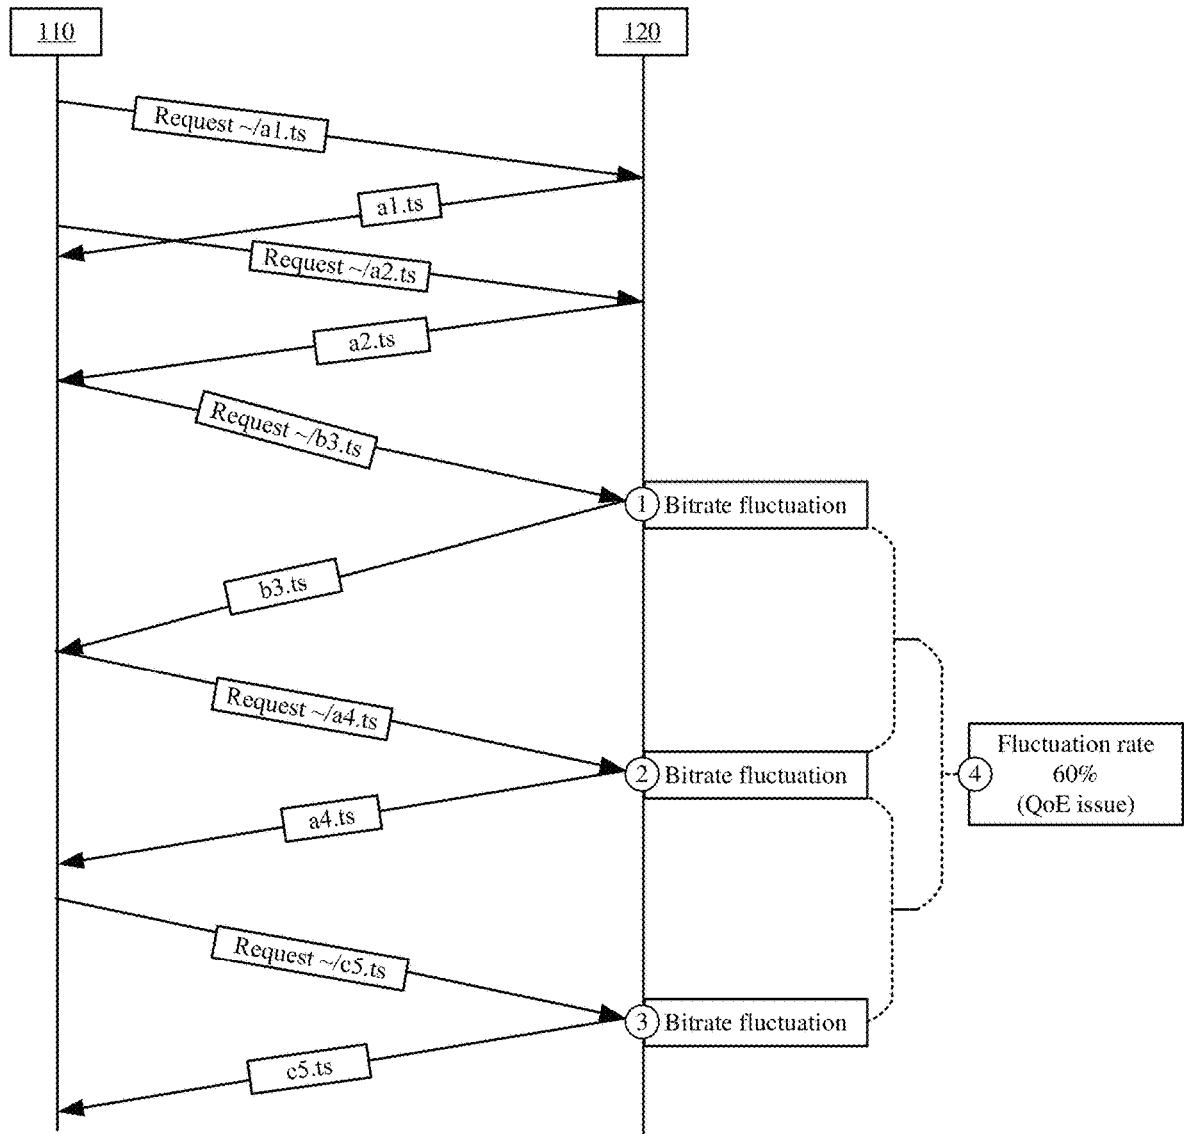 110
120
Request ~/a1.ts
a1.ts
Request ~/a2.ts
a2.ts
Request ~/b3.ts
1
Bitrate fluctuation
b3.ts
Request ~/a4.ts
2
Bitrate fluctuation
4
Fluctuation rate
60%
(QoE issue)
a4.ts
Request ~/c5.ts
3
Bitrate fluctuation
c5.ts